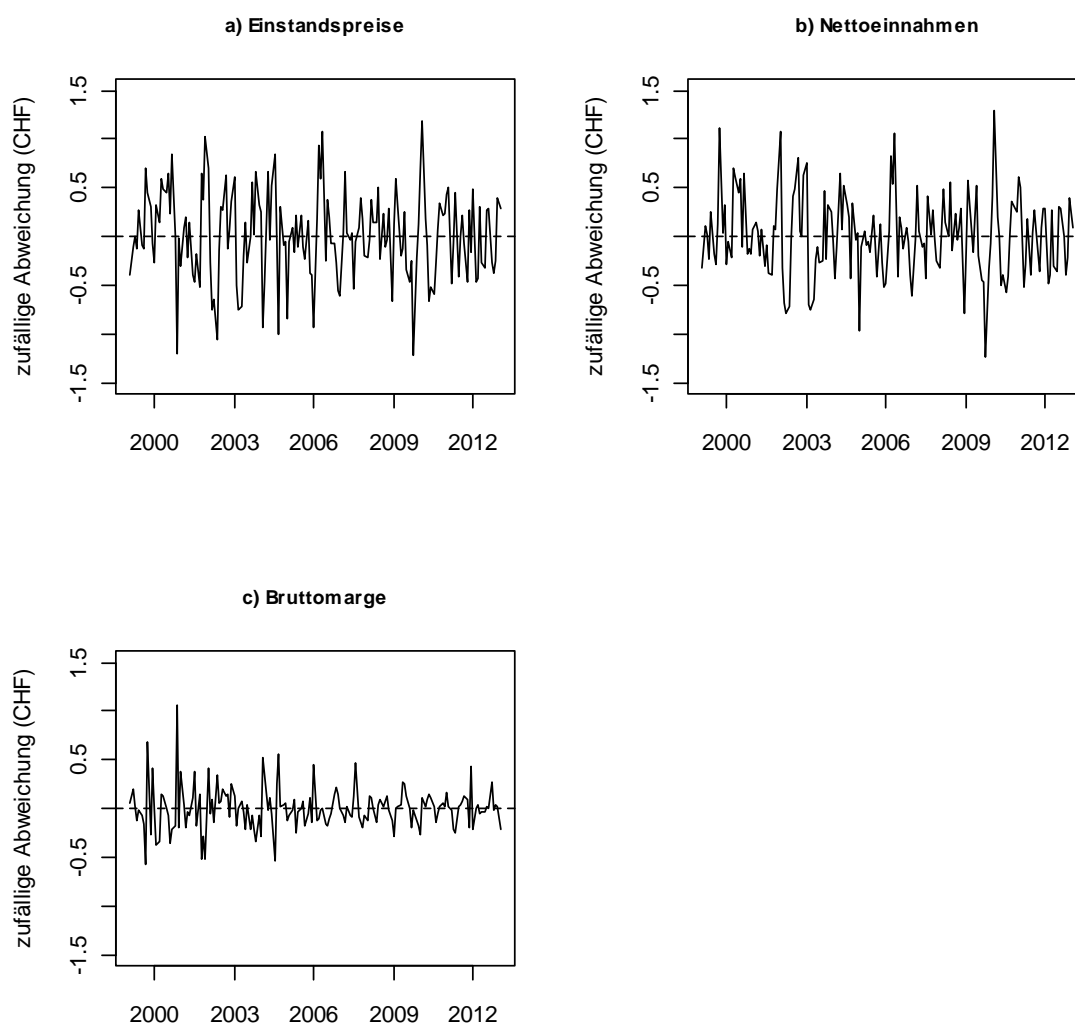 a) Einstandspreise
zufällige Abweichung (CHF)
1.5
0.5
-0.5
-1.5
2000 2003 2006 2009 2012
b) Nettoeinnahmen
zufällige Abweichung (CHF)
1.5
0.5
-0.5
-1.5
2000 2003 2006 2009 2012
c) Bruttomarge
zufällige Abweichung (CHF)
1.5
0.5
-0.5
-1.5
2000 2003 2006 2009 2012